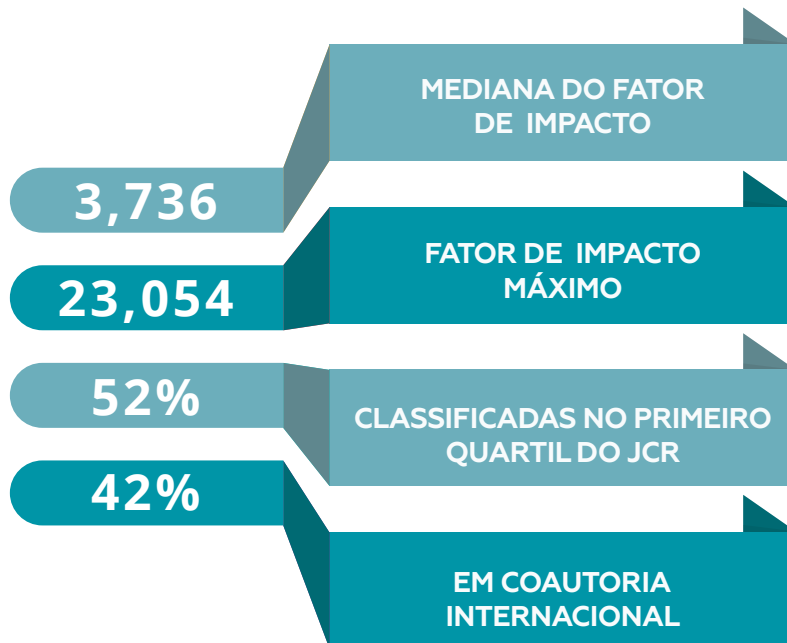 3,736
MEDIANA DO FATOR
DE IMPACTO
23,054
FATOR DE IMPACTO
MÁXIMO
52%
CLASSIFICADAS NO PRIMEIRO
QUARTIL DO JCR
42%
EM COAUTORIA
INTERNACIONAL